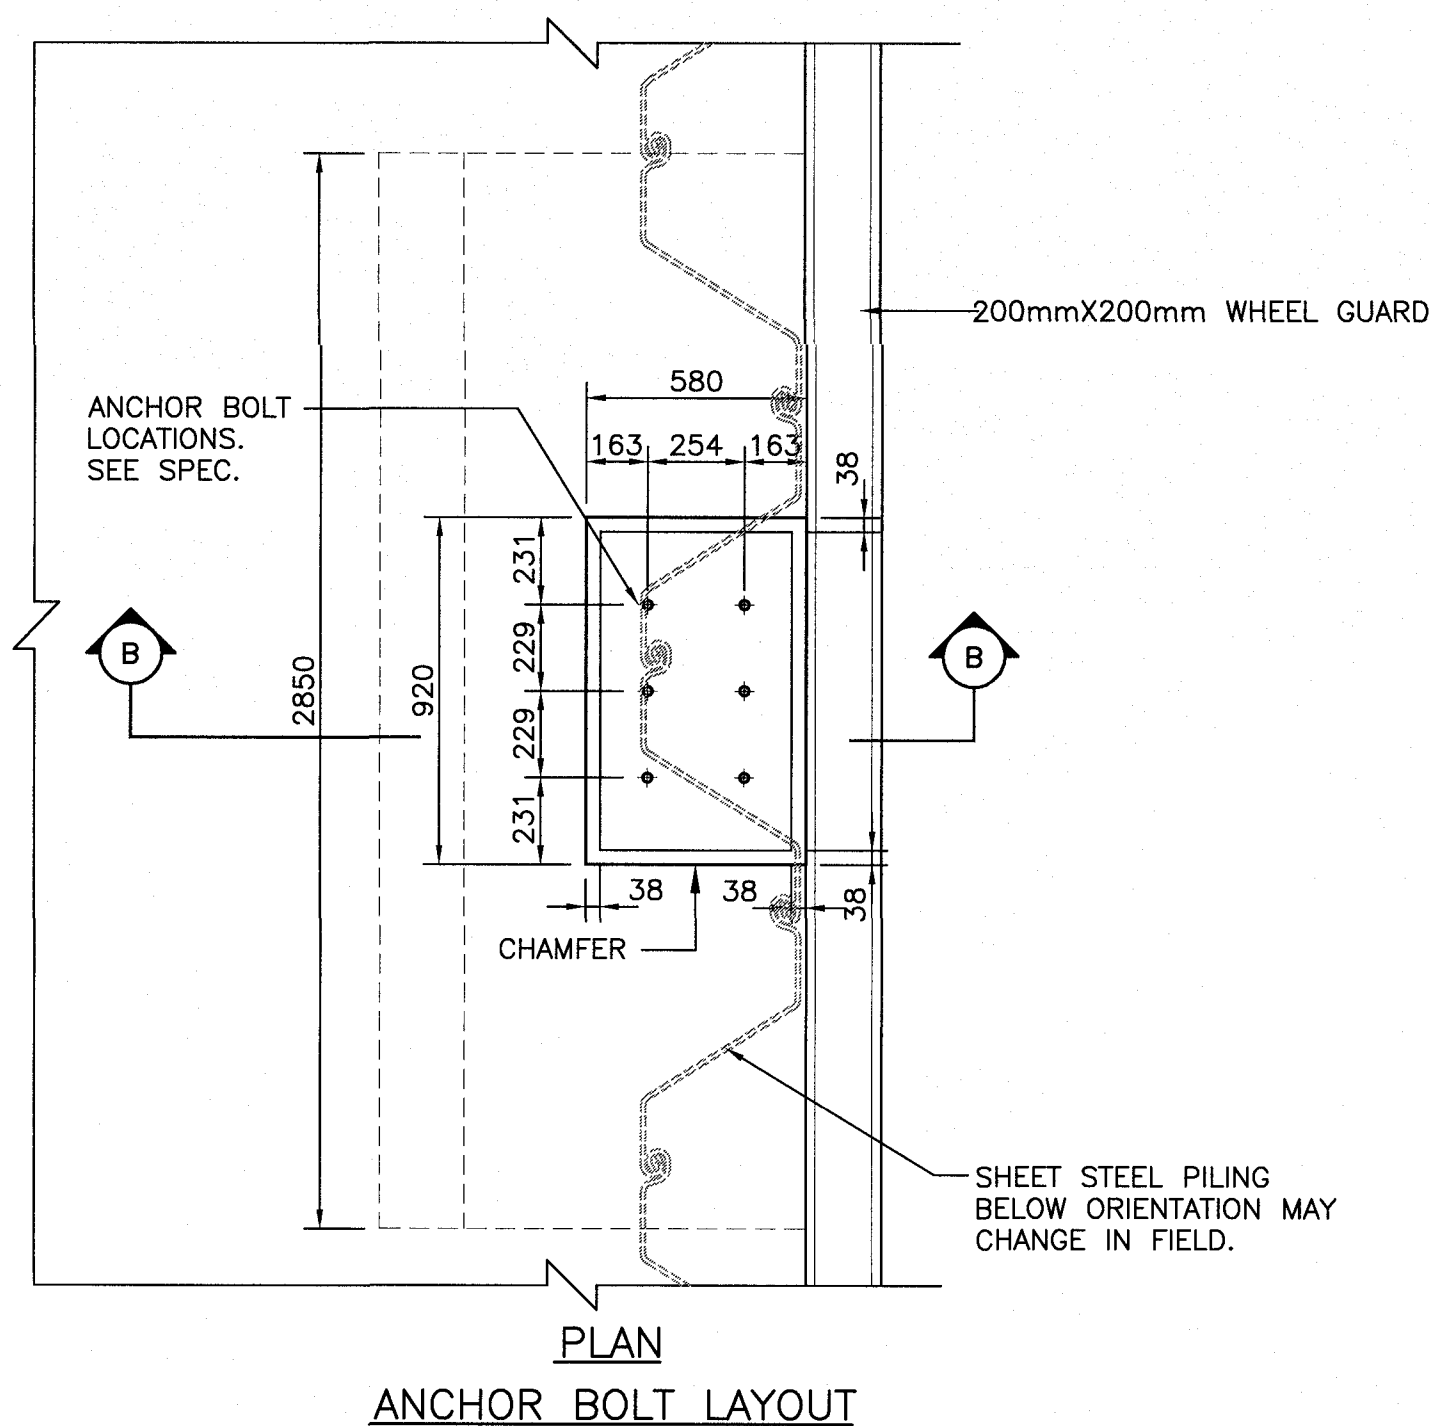 200mmX200mm WHEEL GUARD
580
ANCHOR BOLT
LOCATIONS.
SEE SPEC.
163 254 163
38
231
229
229
231
2850
920
B
B
38
38
38
CHAMFER
SHEET STEEL PILING
BELOW ORIENTATION MAY
CHANGE IN FIELD.
PLAN
ANCHOR BOLT LAYOUT